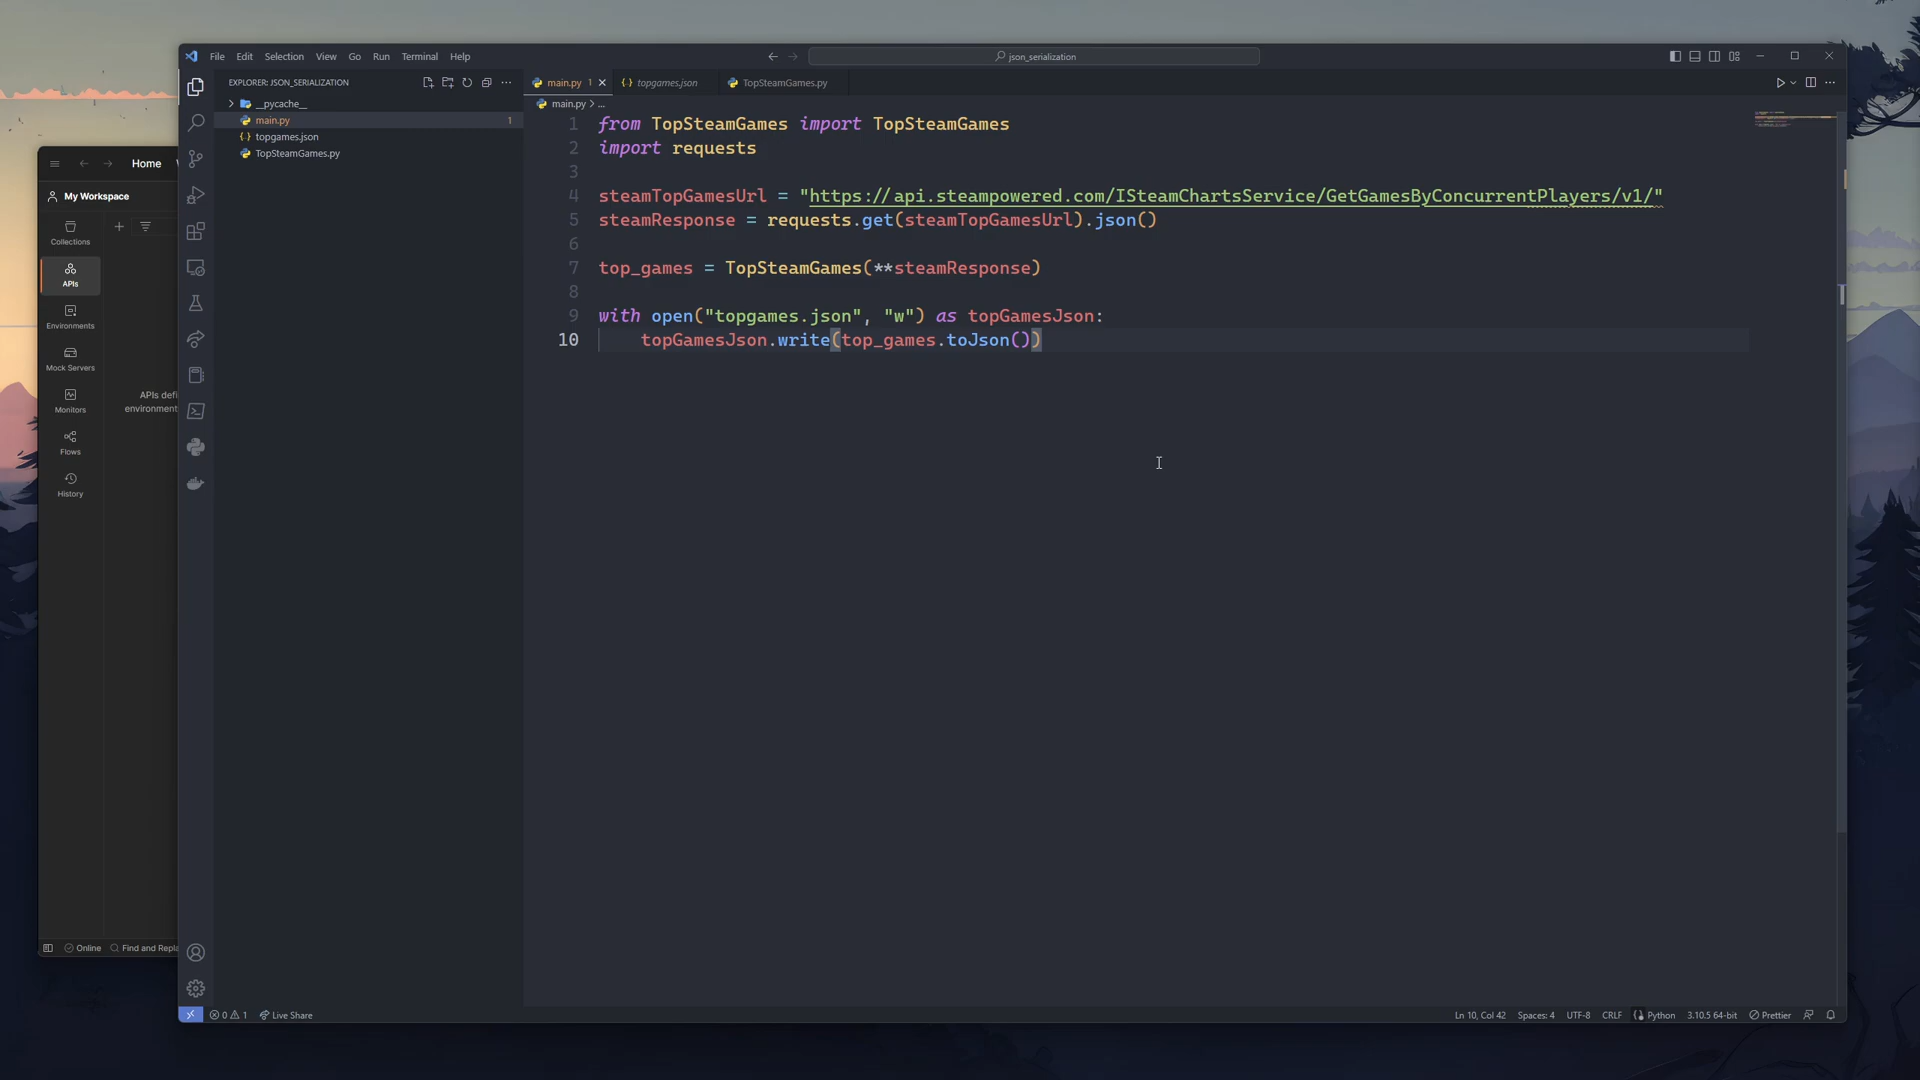 File Edit Selection View Go Run Terminal Help
json_serialization
EXPLORER: JSON_SERIALIZATION
main.py 1
topgames.json
TopSteamGames.py
__pycache__
main.py 1
topgames.json
TopSteamGames.py
main.py > ...
1 from TopSteamGames import TopSteamGames
2 import requests
3
4 steamTopGamesUrl = "https://api.steampowered.com/ISteamChartsService/GetGamesByConcurrentPlayers/v1/"
5 steamResponse = requests.get(steamTopGamesUrl).json()
6
7 top_games = TopSteamGames(**steamResponse)
8
9 with open("topgames.json", "w") as topGamesJson:
10 topGamesJson.write(top_games.toJson())
Home
My Workspace
Collections
APIs
Environments
Mock Servers
Monitors
Flows
History
APIs defi
environment
Online Find and Repla
0 1 Live Share
Ln 10, Col 42 Spaces: 4 UTF-8 CRLF Python 3.10.5 64-bit Prettier